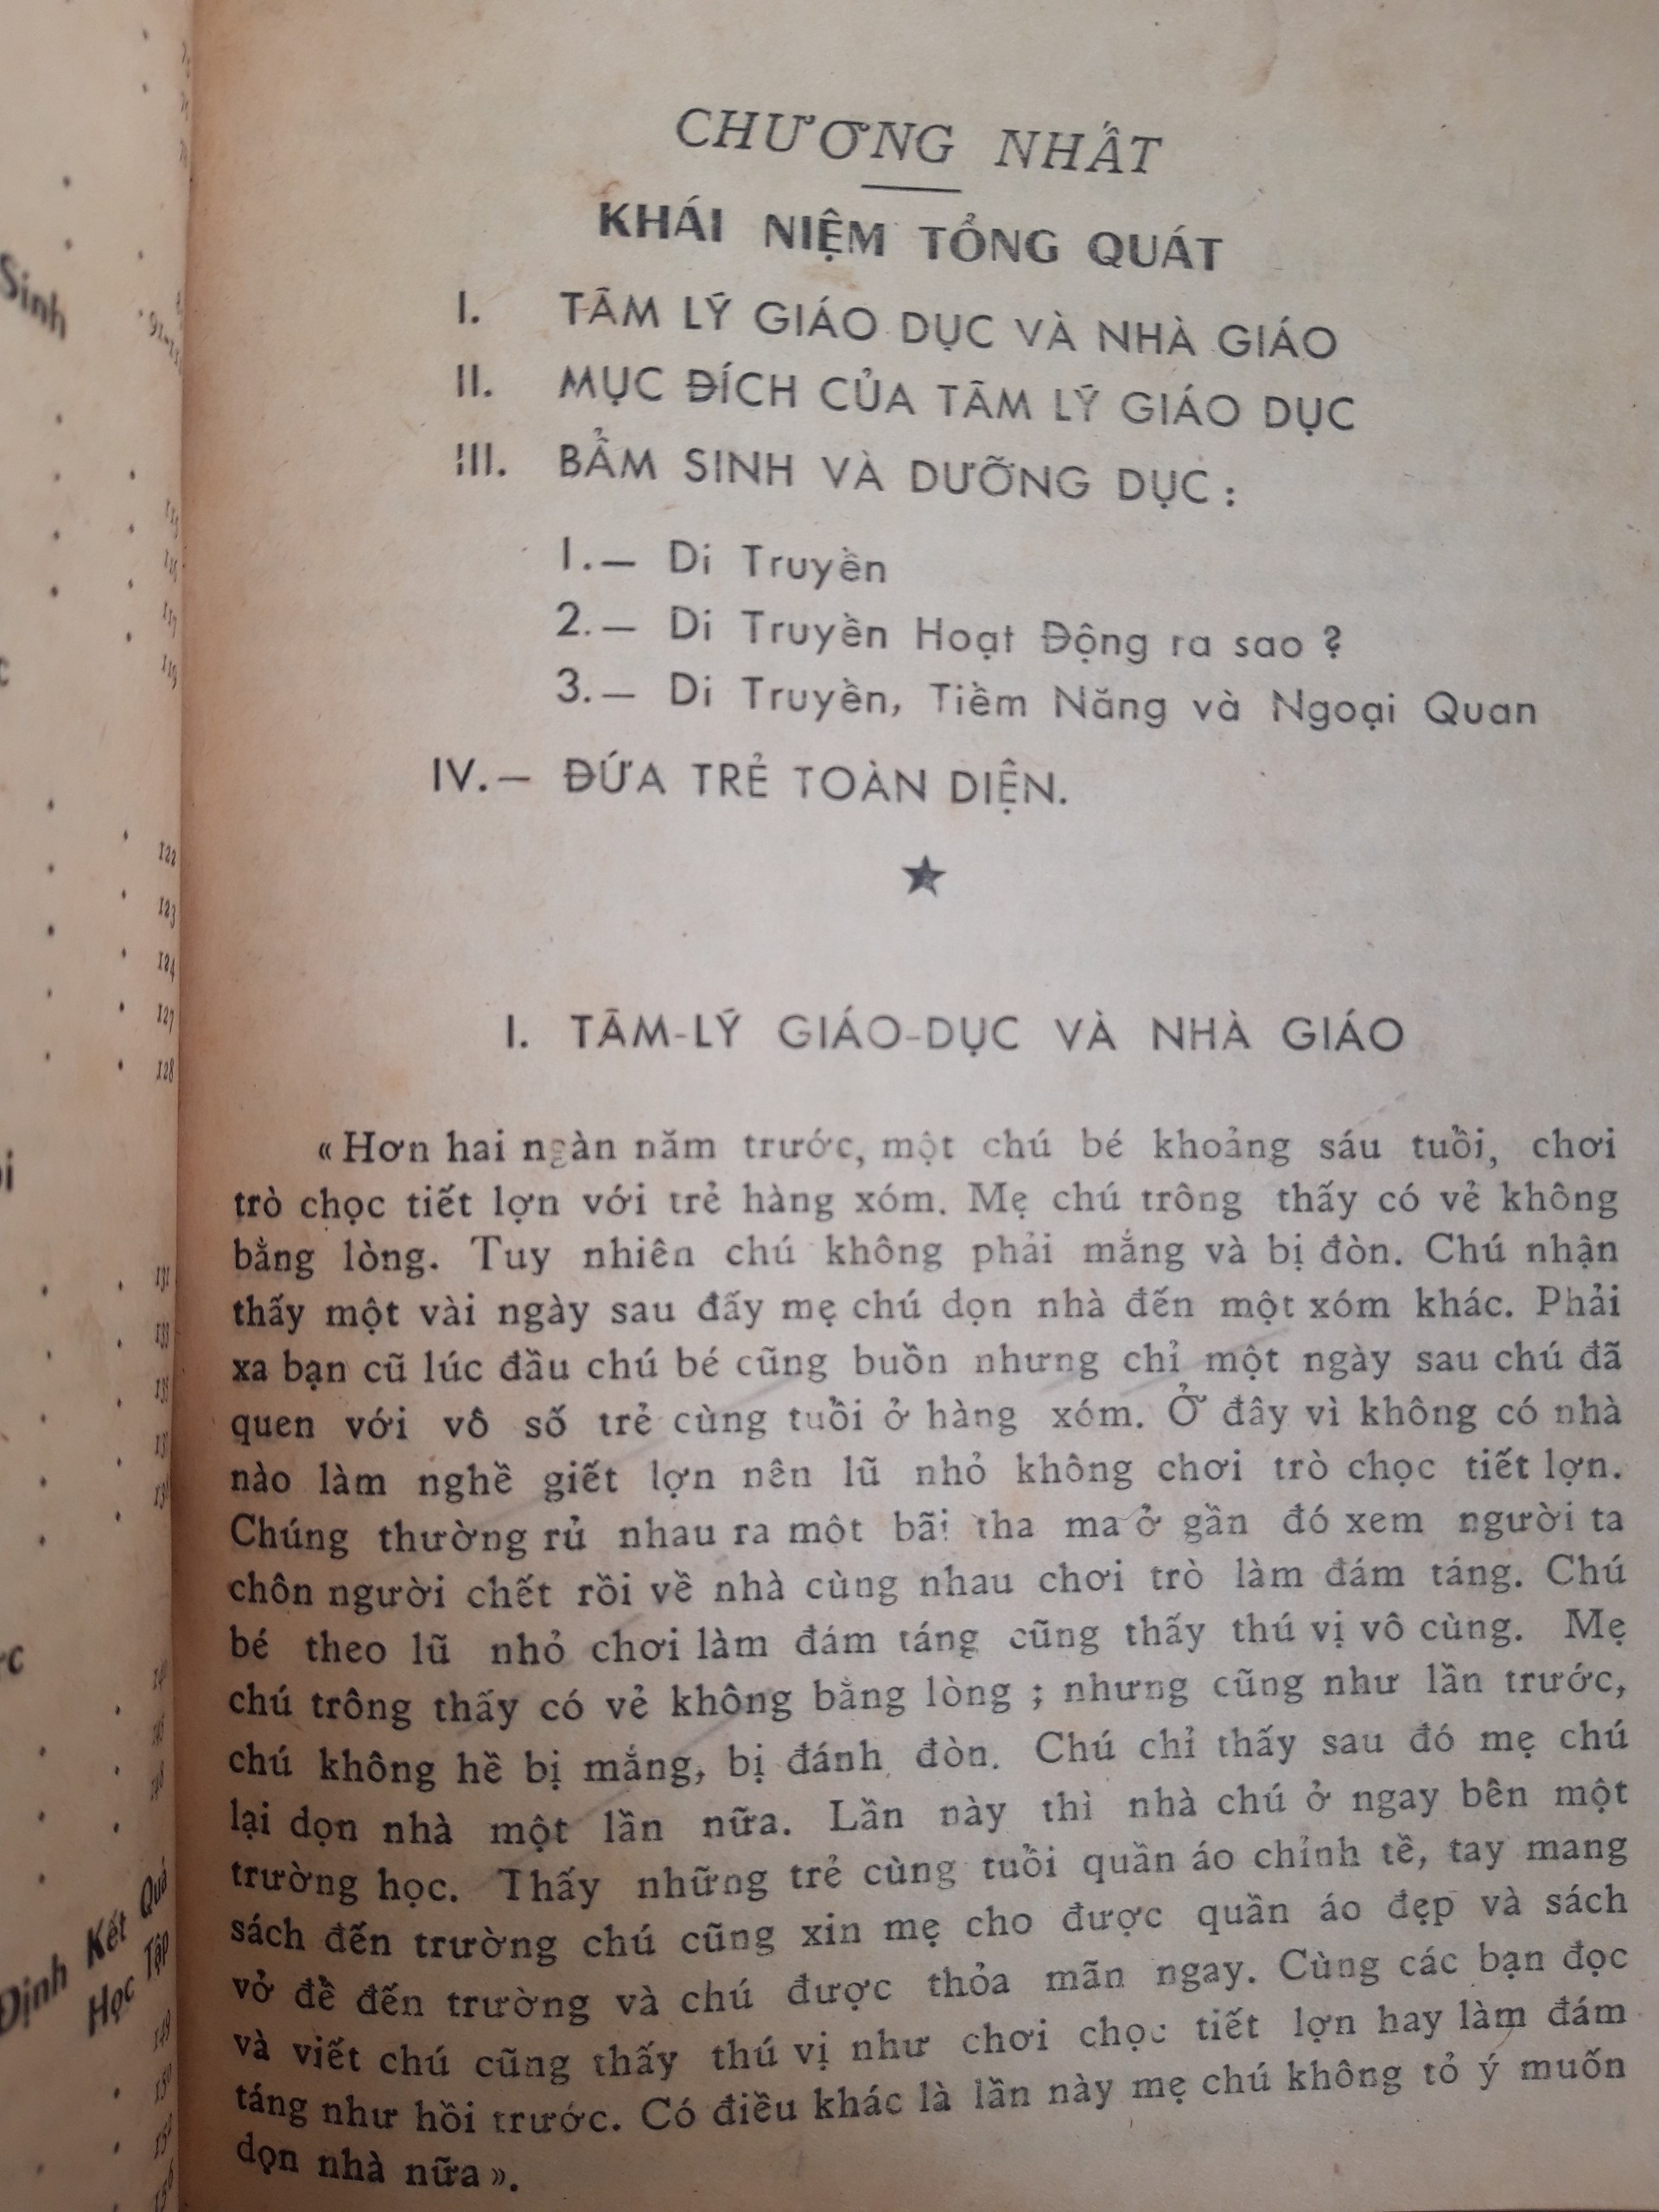 CHƯƠNG NHẤT
KHÁI NIỆM TỔNG QUÁT
I. TÂM LÝ GIÁO DỤC VÀ NHÀ GIÁO
II. MỤC ĐÍCH CỦA TÂM LÝ GIÁO DỤC
III. BẨM SINH VÀ DƯỠNG DỤC :
1.— Di Truyền
2.— Di Truyền Hoạt Động ra sao ?
3.— Di Truyền, Tiềm Năng và Ngoại Quan
IV.— ĐỨA TRẺ TOÀN DIỆN.
★
I. TÂM-LÝ GIÁO-DỤC VÀ NHÀ GIÁO
« Hơn hai ngàn năm trước, một chú bé khoảng sáu tuổi, chơi
trò chọc tiết lợn với trẻ hàng xóm. Mẹ chú trông thấy có vẻ không
bằng lòng. Tuy nhiên chú không phải mắng và bị đòn. Chú nhận
thấy một vài ngày sau đấy mẹ chú dọn nhà đến một xóm khác. Phải
xa bạn cũ lúc đầu chú bé cũng buồn nhưng chỉ một ngày sau chú đã
quen với vô số trẻ cùng tuổi ở hàng xóm. Ở đây vì không có nhà
nào làm nghề giết lợn nên lũ nhỏ không chơi trò chọc tiết lợn.
Chúng thường rủ nhau ra một bãi tha ma ở gần đó xem người ta
chôn người chết rồi về nhà cùng nhau chơi trò làm đám táng. Chú
bé theo lũ nhỏ chơi làm đám táng cũng thấy thú vị vô cùng. Mẹ
chú trông thấy có vẻ không bằng lòng ; nhưng cũng như lần trước,
chú không hề bị mắng, bị đánh đòn. Chú chỉ thấy sau đó mẹ chú
lại dọn nhà một lần nữa. Lần này thì nhà chú ở ngay bên một
trường học. Thấy những trẻ cùng tuổi quần áo chỉnh tề, tay mang
sách đến trường chú cũng xin mẹ cho được quần áo đẹp và sách
vở để đến trường và chú được thỏa mãn ngay. Cùng các bạn đọc
và viết chú cũng thấy thú vị như chơi chọc tiết lợn hay làm đám
táng như hồi trước. Có điều khác là lần này mẹ chú không tỏ ý muốn
dọn nhà nữa ».
Sinh
122
123
124
127
128
131
133
Định Kết Quả
Học Tập